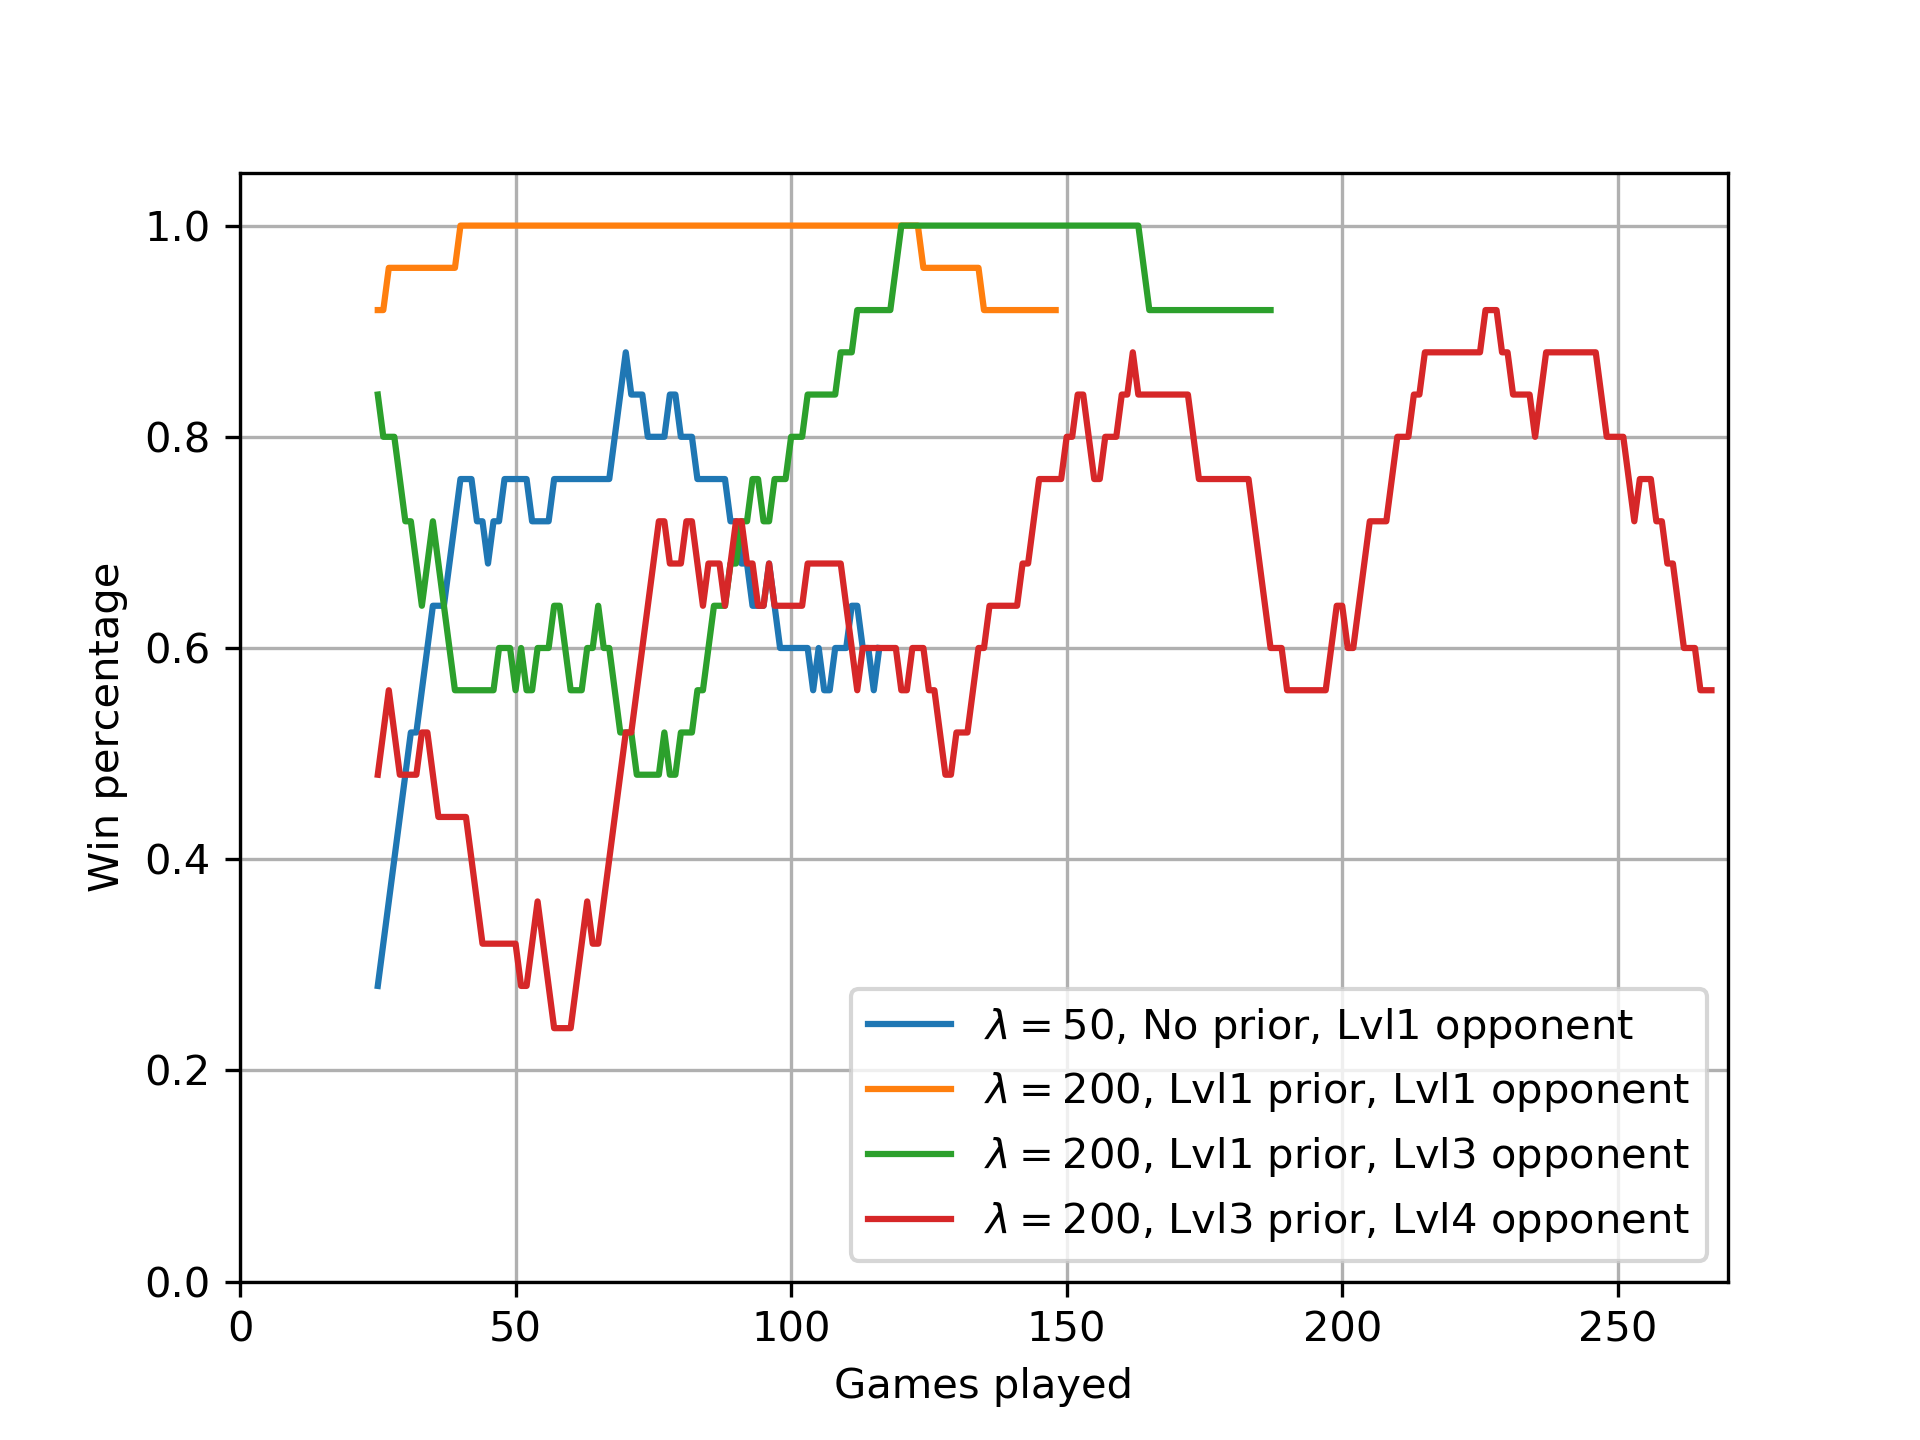 1.0
0.8
0.6
0.4
0.2
0.0
Win percentage
λ = 50, No prior, Lvl1 opponent
λ = 200, Lvl1 prior, Lvl1 opponent
λ = 200, Lvl1 prior, Lvl3 opponent
λ = 200, Lvl3 prior, Lvl4 opponent
0 50 100 150 200 250
Games played